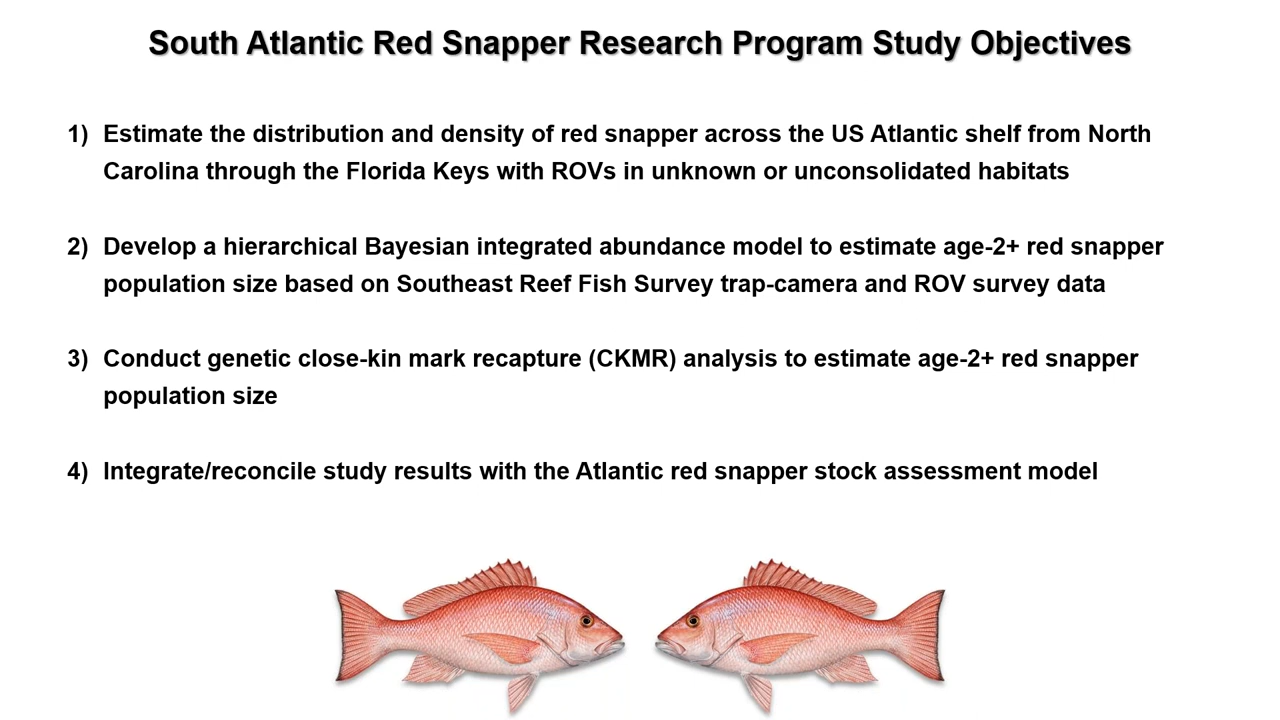 South Atlantic Red Snapper Research Program Study Objectives
1) Estimate the distribution and density of red snapper across the US Atlantic shelf from North
Carolina through the Florida Keys with ROVs in unknown or unconsolidated habitats
2) Develop a hierarchical Bayesian integrated abundance model to estimate age-2+ red snapper
population size based on Southeast Reef Fish Survey trap-camera and ROV survey data
3) Conduct genetic close-kin mark recapture (CKMR) analysis to estimate age-2+ red snapper
population size
4) Integrate/reconcile study results with the Atlantic red snapper stock assessment model